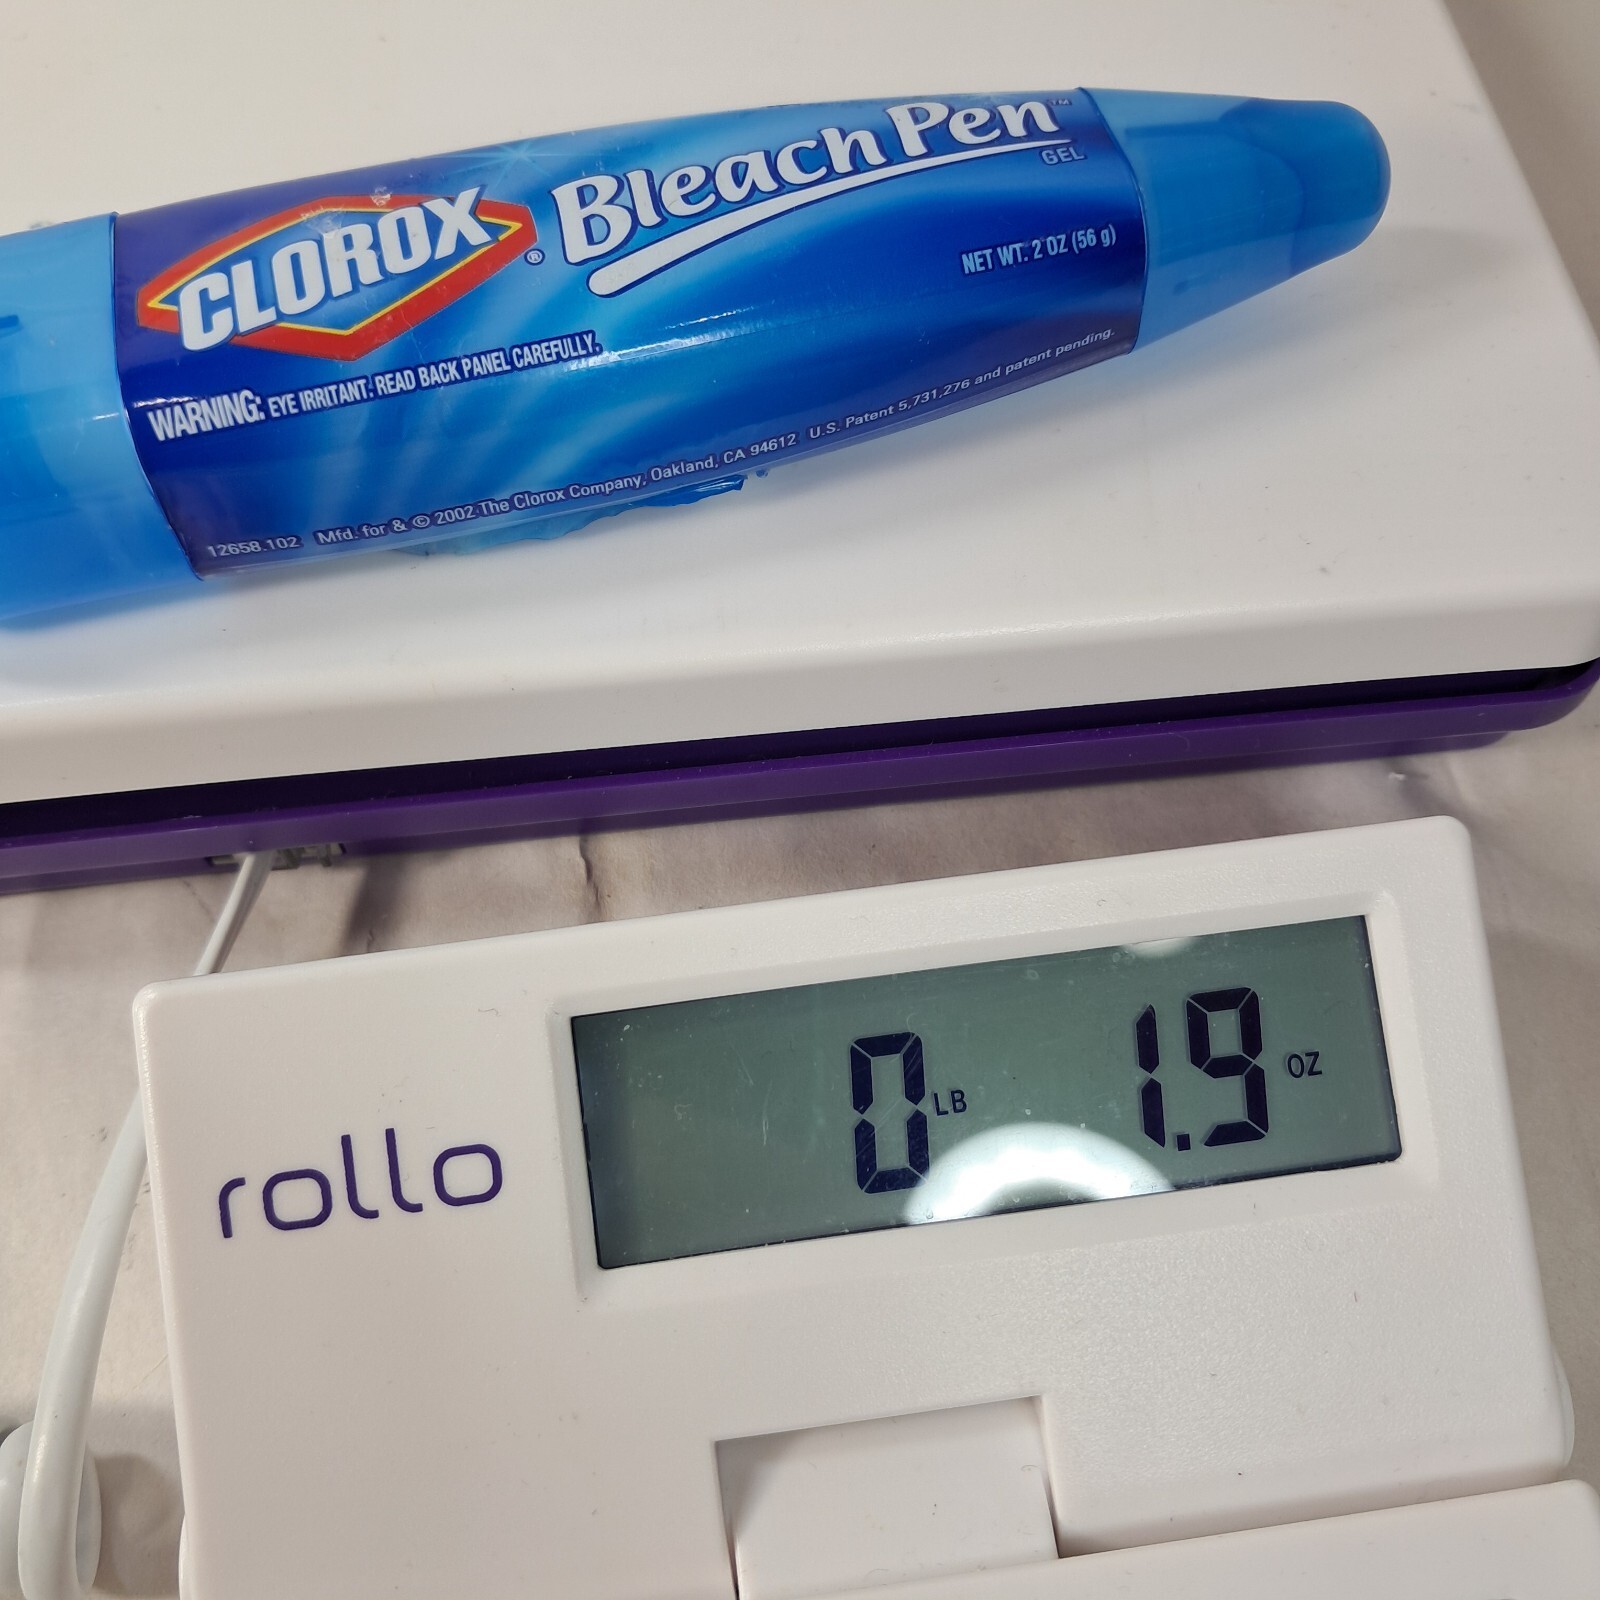 CLOROX®
Bleach Pen™
GEL
NET WT. 2 OZ (56 g)
WARNING: EYE IRRITANT. READ BACK PANEL CAREFULLY.
12658.102 Mfd. for & © 2002 The Clorox Company, Oakland, CA 94612 U.S. Patent 5,731,276 and patent pending.
rollo
0 LB 1.9 OZ